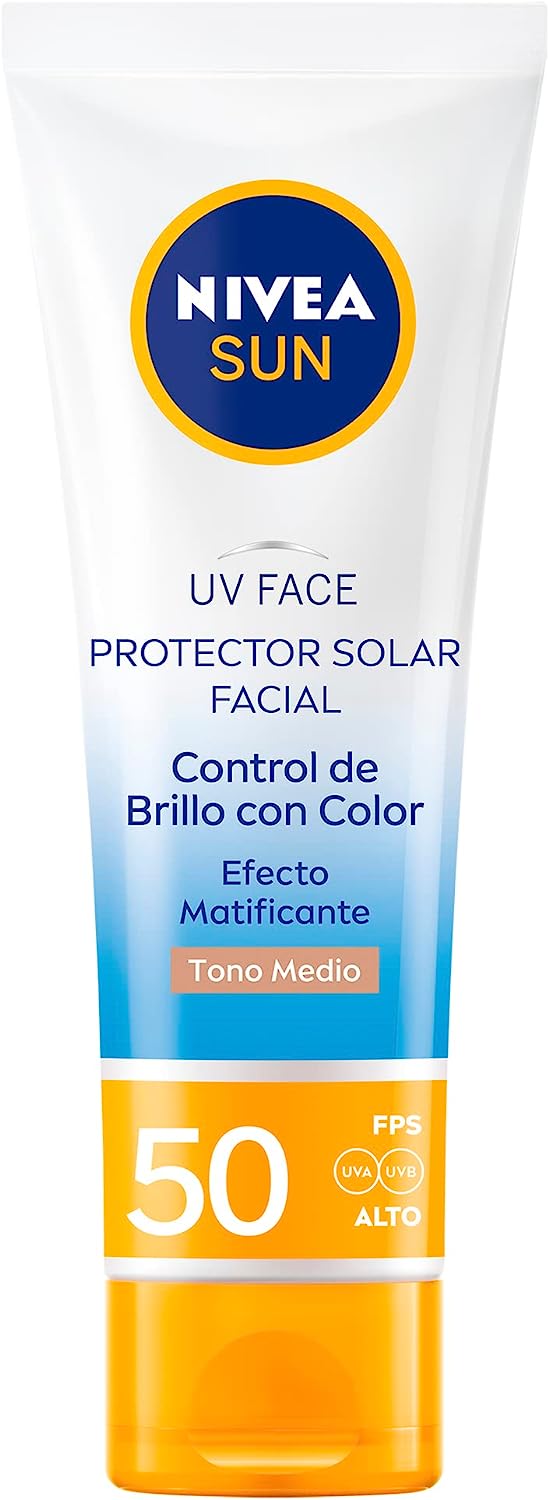 NIVEA
SUN
UV FACE
PROTECTOR SOLAR
FACIAL
Control de
Brillo con Color
Efecto
Matificante
Tono Medio
50
FPS
UVA UVB
ALTO